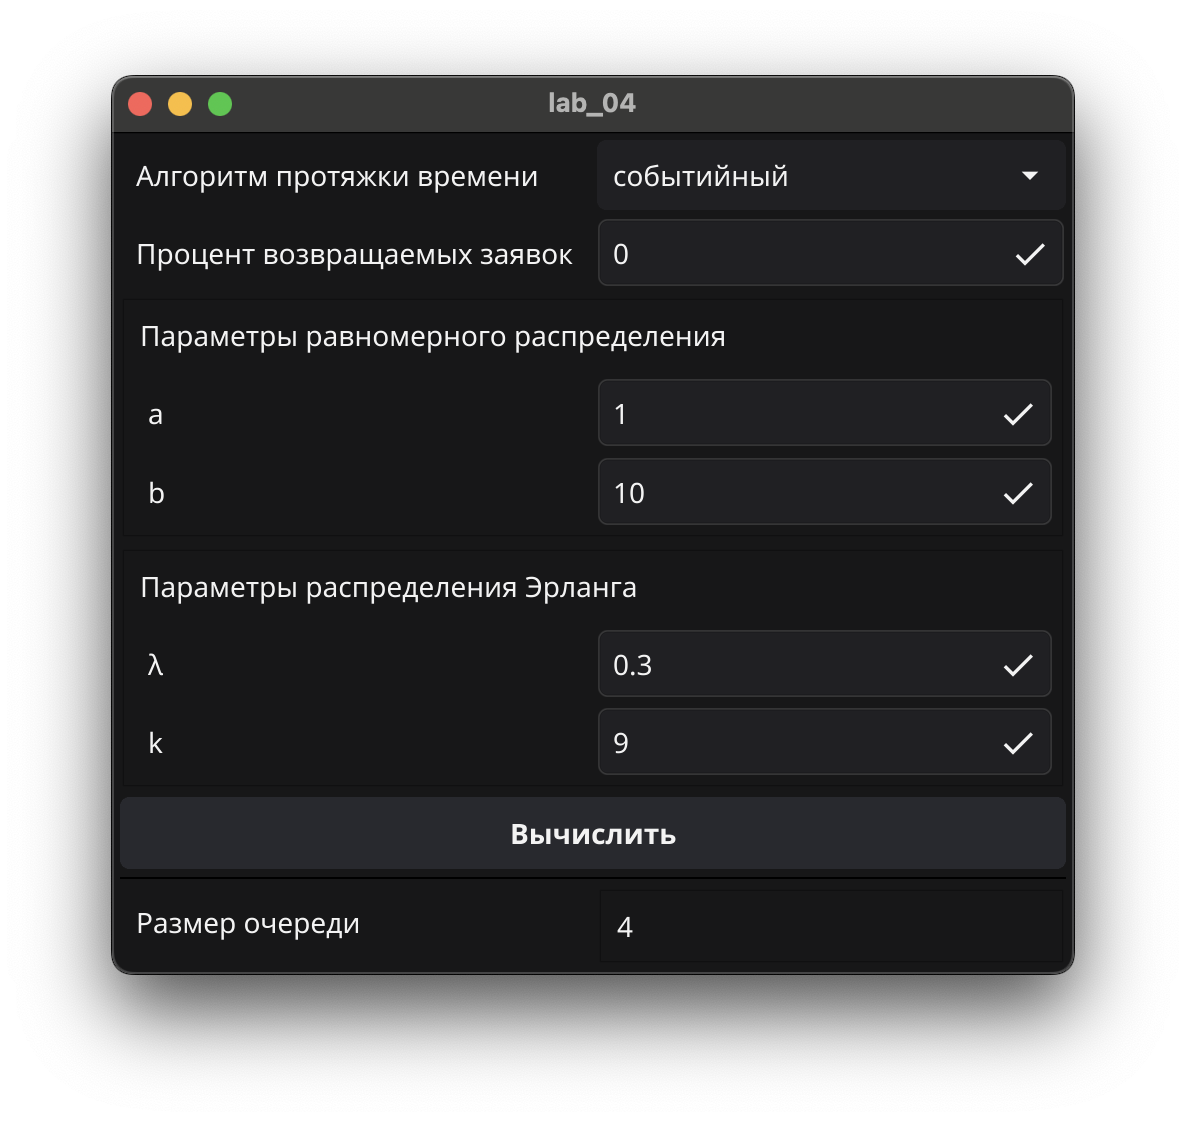 lab_04
Алгоритм протяжки времени событийный
Процент возвращаемых заявок 0
Параметры равномерного распределения
a 1
b 10
Параметры распределения Эрланга
λ 0.3
k 9
Вычислить
Размер очереди 4